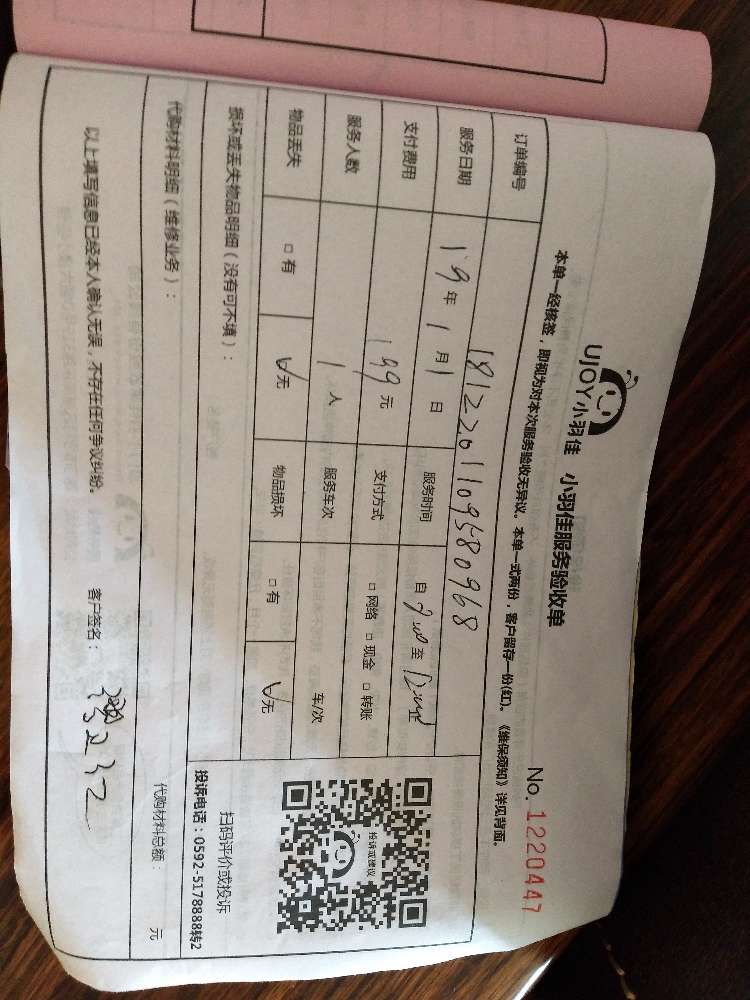 UJOY小羽佳 小羽佳服务验收单
No. 1220447
本单一经核签，即视为对本次服务验收无异议。本单一式两份，客户留存一份(红)。《维保须知》详见背面。
订单编号 1812201109580968
服务日期 19年 1月1日 服务时间 自 至
支付费用 199元 支付方式 □网络 □现金 □转账
服务人数 1人 服务车次 车/次
物品丢失 □有 ☑无 物品损坏 □有 ☑无
投诉或建议
损坏或丢失物品明细（没有可不填）：
扫码评价或投诉
投诉电话：0592-5178888转2
代购材料明细（维修业务）：
代购材料总额： 元
以上填写信息已经本人确认无误，不存在任何争议纠纷。 客户签名：